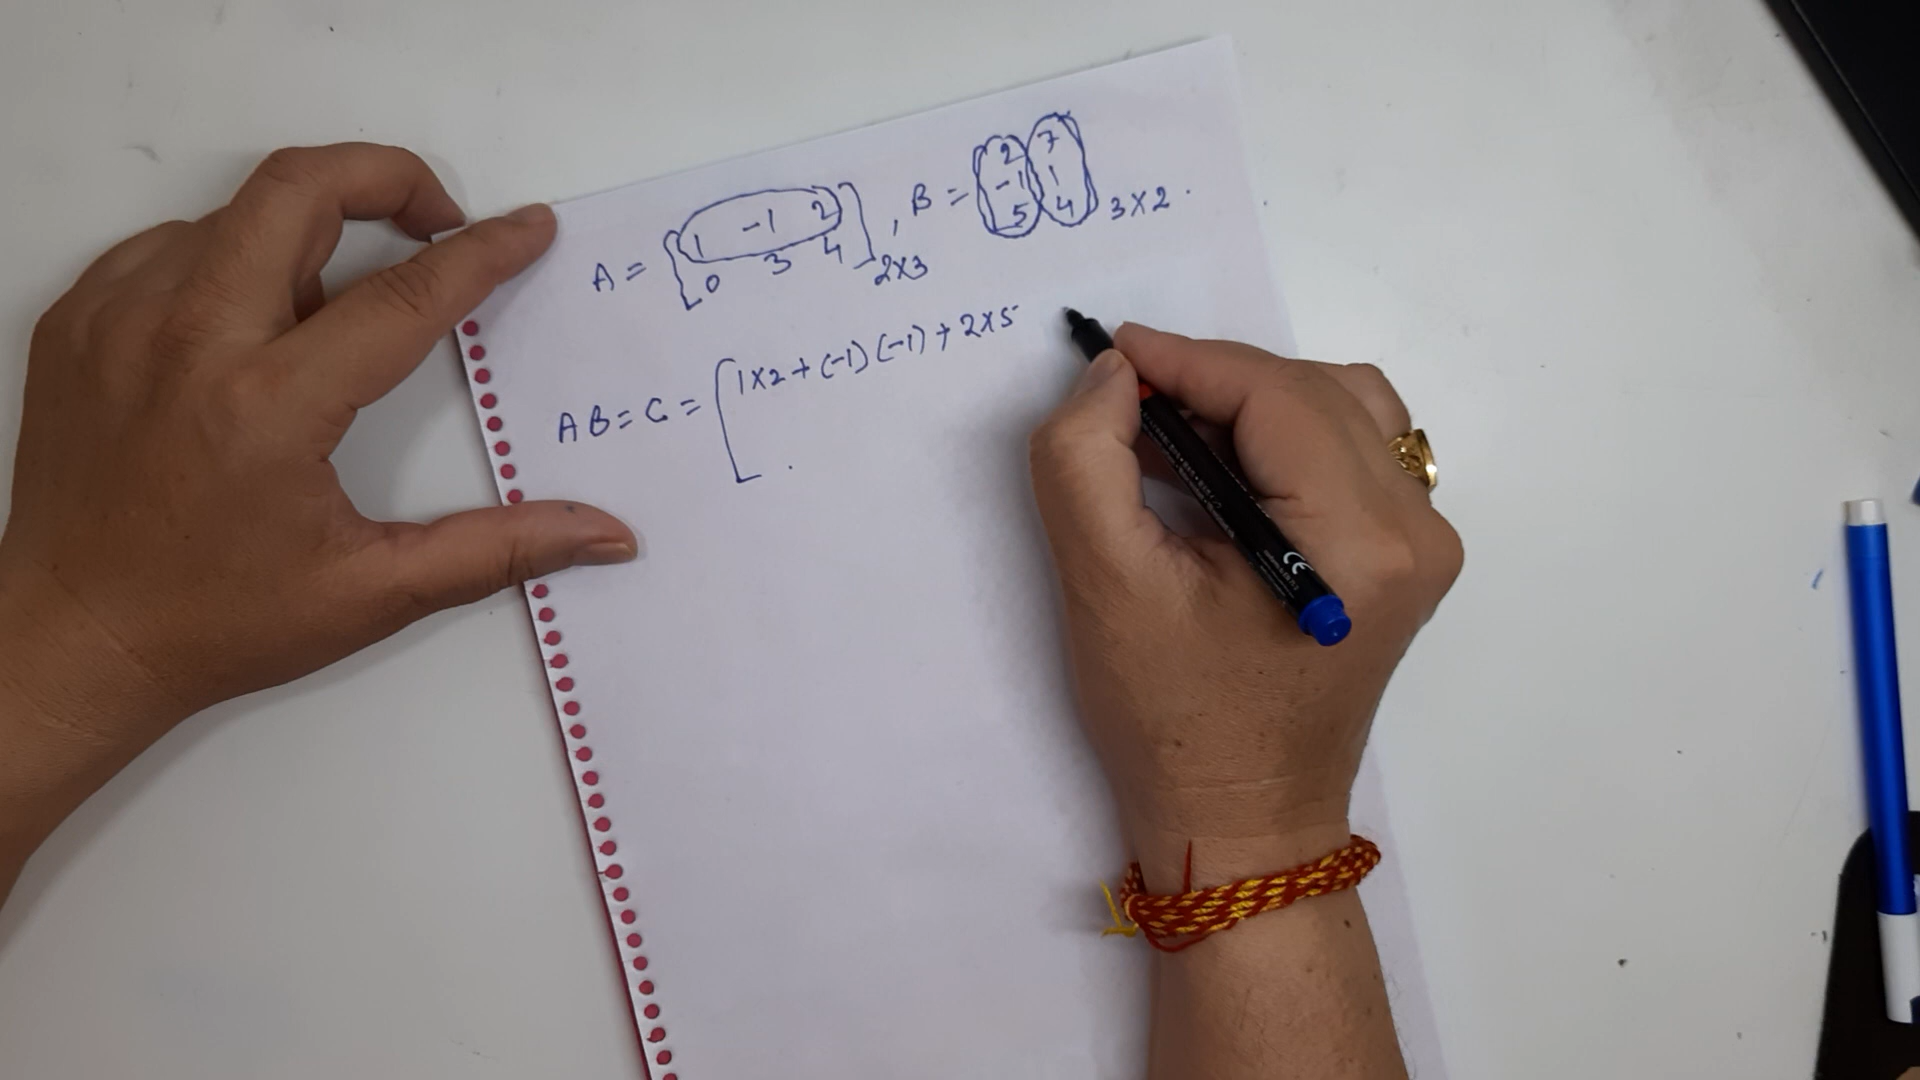 A = [1 -1 2
0 3 4] 2x3 , B = [2 7
-1 1
5 4] 3x2 .
AB = C = [1x2 + (-1) (-1) + 2x5
CE